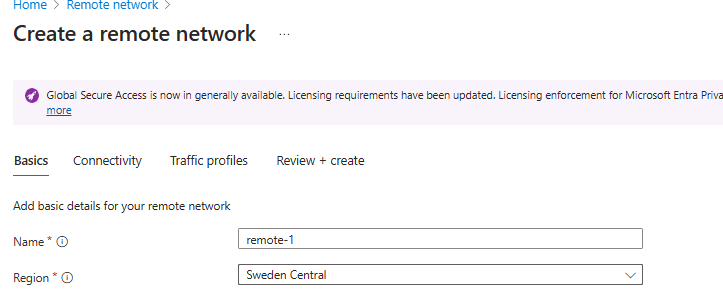 Home > Remote network >
Create a remote network ...
Global Secure Access is now in generally available. Licensing requirements have been updated. Licensing enforcement for Microsoft Entra Priva
more
Basics Connectivity Traffic profiles Review + create
Add basic details for your remote network
Name * remote-1
Region * Sweden Central